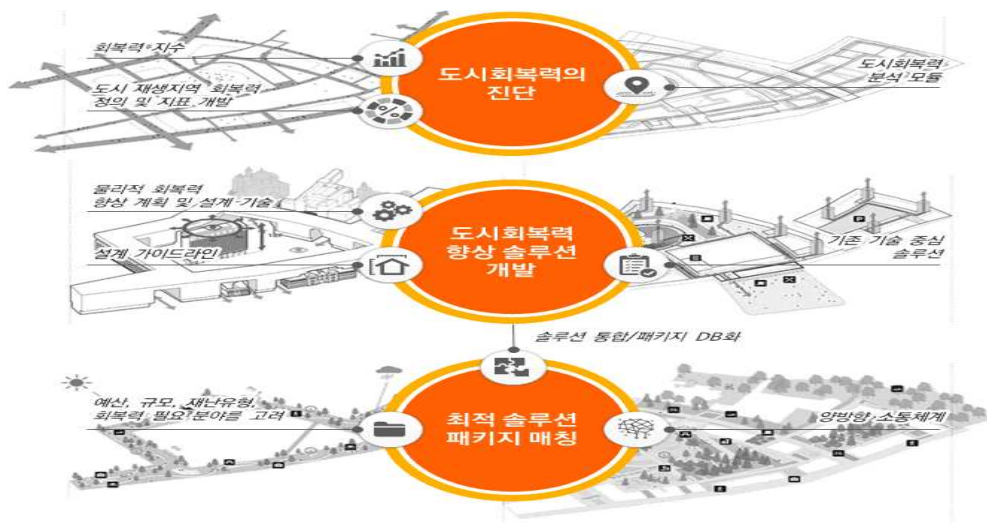 회복력 지수
도시 재생지역 회복력
정의 및 지표 개발
도시회복력의
진단
도시회복력
분석 모듈
물리적 회복력
향상 계획 및 설계 기술
설계 가이드라인
도시회복력
향상 솔루션
개발
기존 기술 중심
솔루션
솔루션 통합/패키지 DB화
예산, 규모, 재난유형,
회복력 필요 분야를 고려
최적 솔루션
패키지 매칭
양방향 소통체계